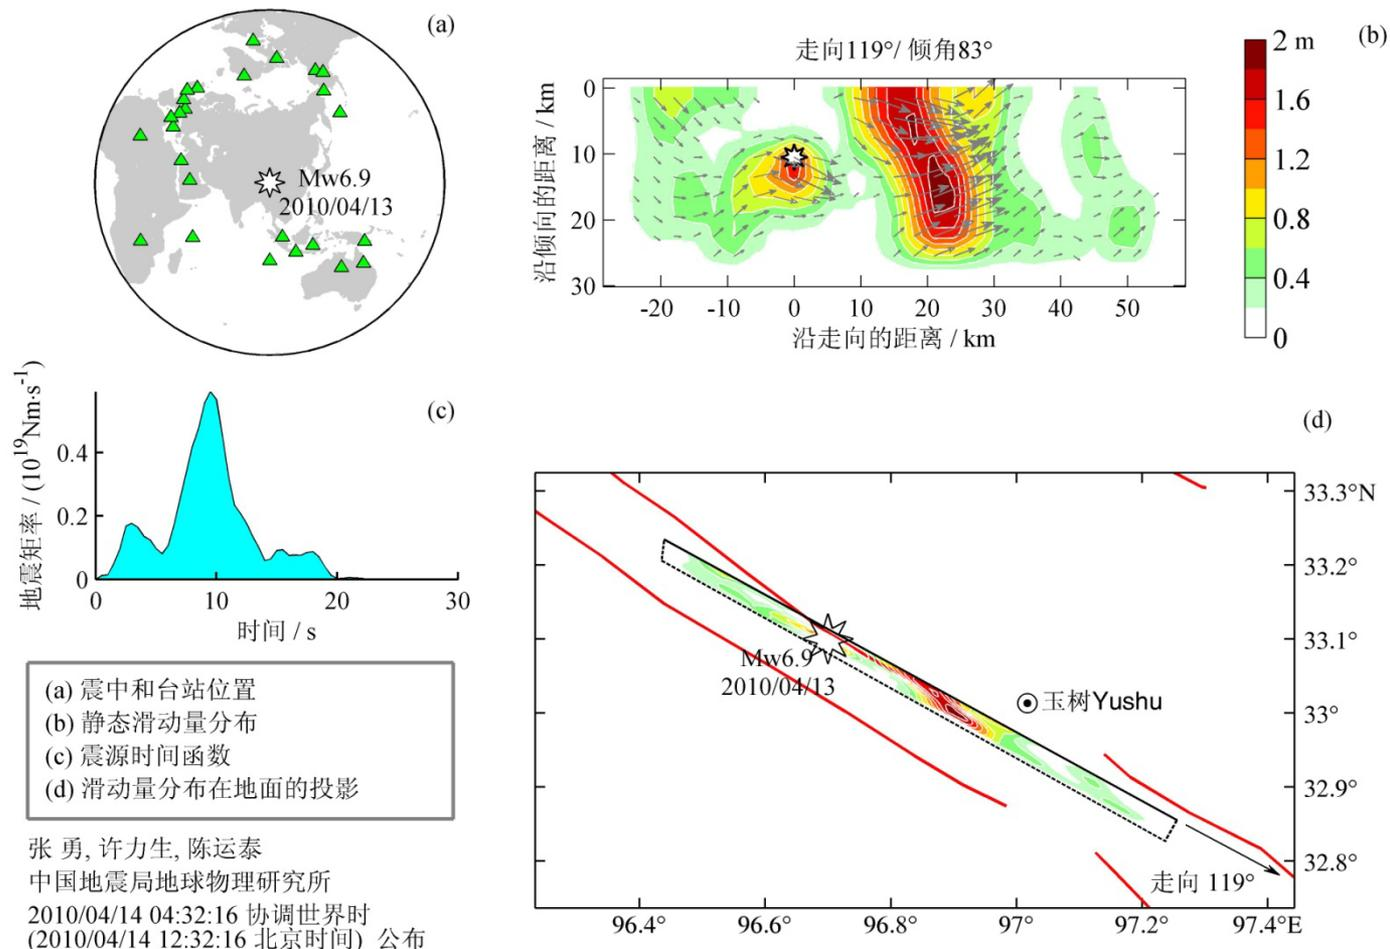 (a)
Mw6.9
2010/04/13
(b)
走向119°/ 倾角83°
沿倾向的距离 / km
0
10
20
30
-20 -10 0 10 20 30 40 50
沿走向的距离 / km
2 m
1.6
1.2
0.8
0.4
0
(c)
地震矩率 / (10¹⁹Nm·s⁻¹)
0.4
0.2
0
0 10 20 30
时间 / s
(d)
33.3°N
33.2°
33.1°
33°
32.9°
32.8°
Mw6.9
2010/04/13
玉树Yushu
走向 119°
96.4° 96.6° 96.8° 97° 97.2° 97.4°E
(a) 震中和台站位置
(b) 静态滑动量分布
(c) 震源时间函数
(d) 滑动量分布在地面的投影
张 勇, 许力生, 陈运泰
中国地震局地球物理研究所
2010/04/14 04:32:16 协调世界时
(2010/04/14 12:32:16 北京时间) 公布